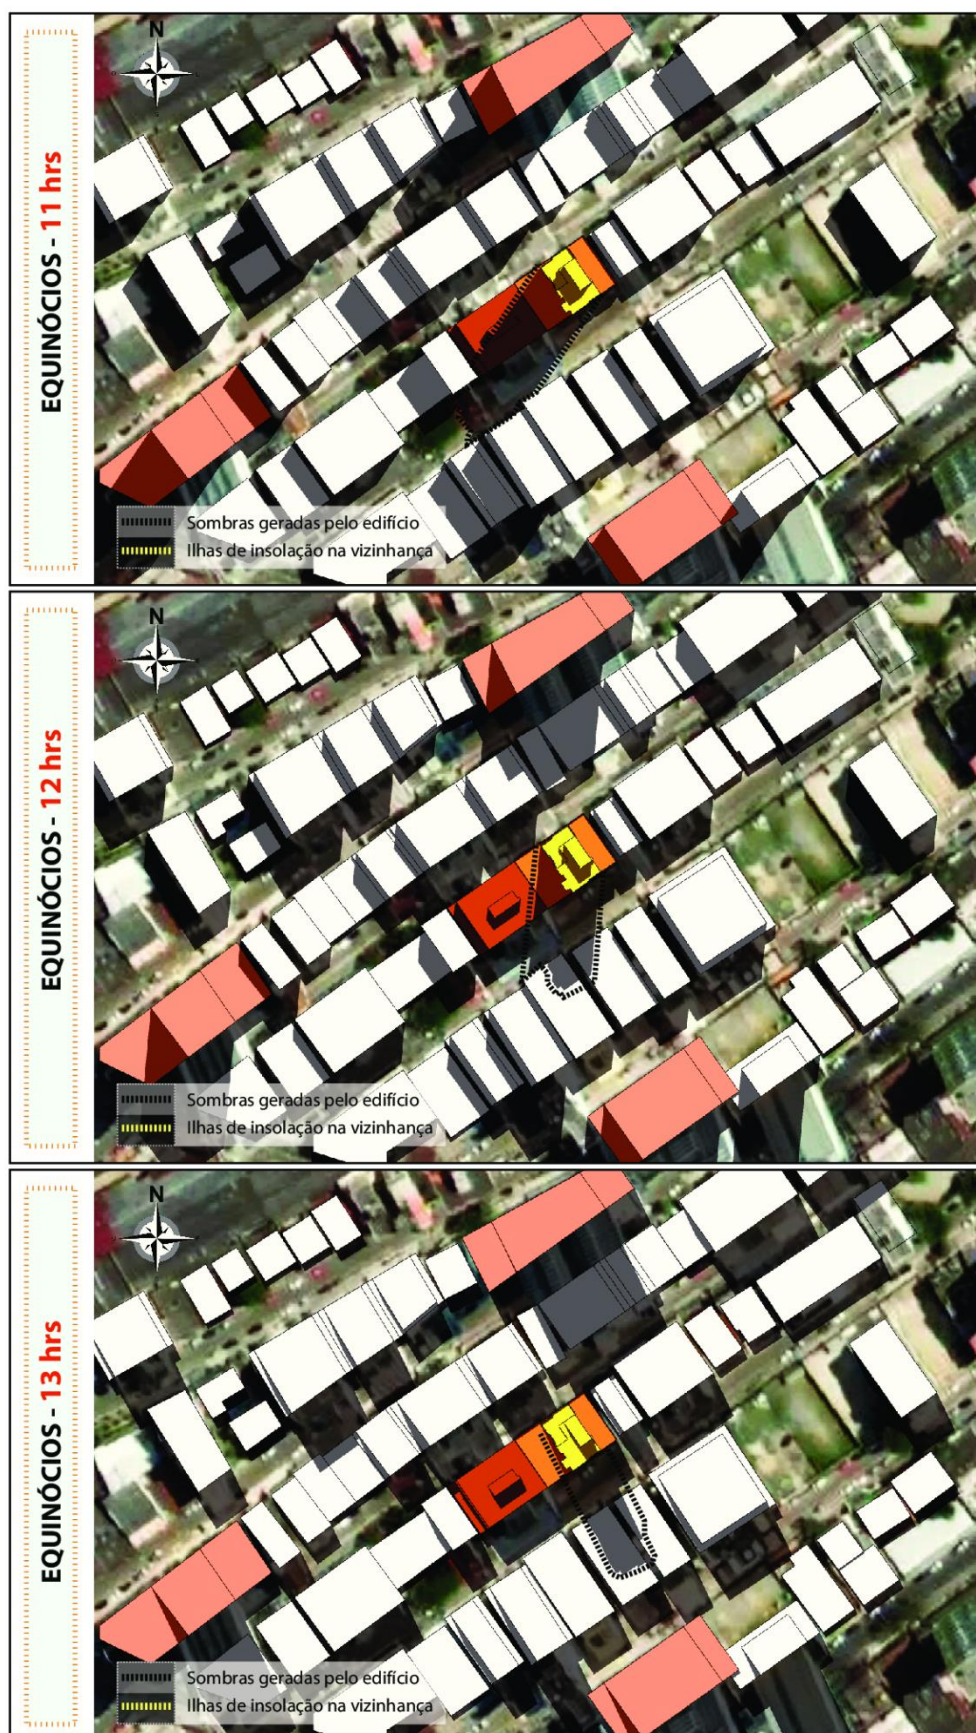 EQUINÓCIOS - 11 hrs
N
Sombras geradas pelo edifício
Ilhas de insolação na vizinhança
EQUINÓCIOS - 12 hrs
N
Sombras geradas pelo edifício
Ilhas de insolação na vizinhança
EQUINÓCIOS - 13 hrs
N
Sombras geradas pelo edifício
Ilhas de insolação na vizinhança